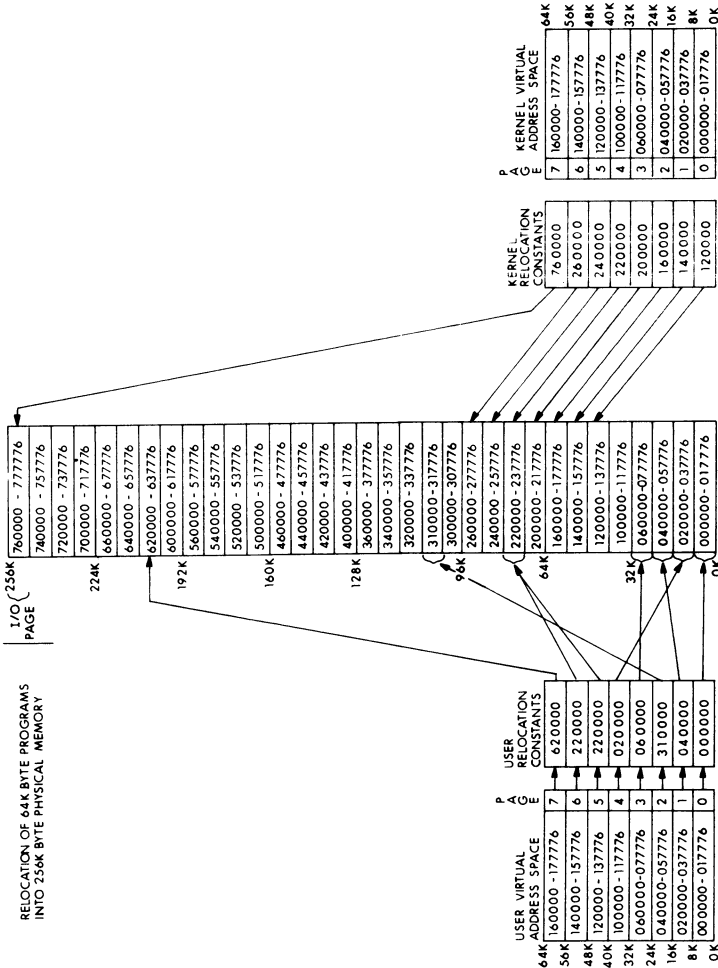 RELOCATION OF 64K BYTE PROGRAMS
INTO 256K BYTE PHYSICAL MEMORY
I/O
PAGE
256K
224K
192K
160K
128K
96K
64K
32K
0K
760000 - 777776
740000 - 757776
720000 - 737776
700000 - 717776
660000 - 677776
640000 - 657776
620000 - 637776
600000 - 617776
560000 - 577776
540000 - 557776
520000 - 537776
500000 - 517776
460000 - 477776
440000 - 457776
420000 - 437776
400000 - 417776
360000 - 377776
340000 - 357776
320000 - 337776
310000 - 317776
300000 - 307776
260000 - 277776
240000 - 257776
220000 - 237776
200000 - 217776
160000 - 177776
140000 - 157776
120000 - 137776
100000 - 117776
060000 - 077776
040000 - 057776
020000 - 037776
000000 - 017776
USER VIRTUAL
ADDRESS SPACE
PAGE
64K
56K
48K
40K
32K
24K
16K
8K
0K
160000 - 177776 7
140000 - 157776 6
120000 - 137776 5
100000 - 117776 4
060000 - 077776 3
040000 - 057776 2
020000 - 037776 1
000000 - 017776 0
USER
RELOCATION
CONSTANTS
620000
220000
220000
020000
060000
310000
040000
000000
KERNEL
RELOCATION
CONSTANTS
760000
260000
240000
220000
200000
160000
140000
120000
PAGE
KERNEL VIRTUAL
ADDRESS SPACE
7 160000 - 177776
6 140000 - 157776
5 120000 - 137776
4 100000 - 117776
3 060000 - 077776
2 040000 - 057776
1 020000 - 037776
0 000000 - 017776
64K
56K
48K
40K
32K
24K
16K
8K
0K